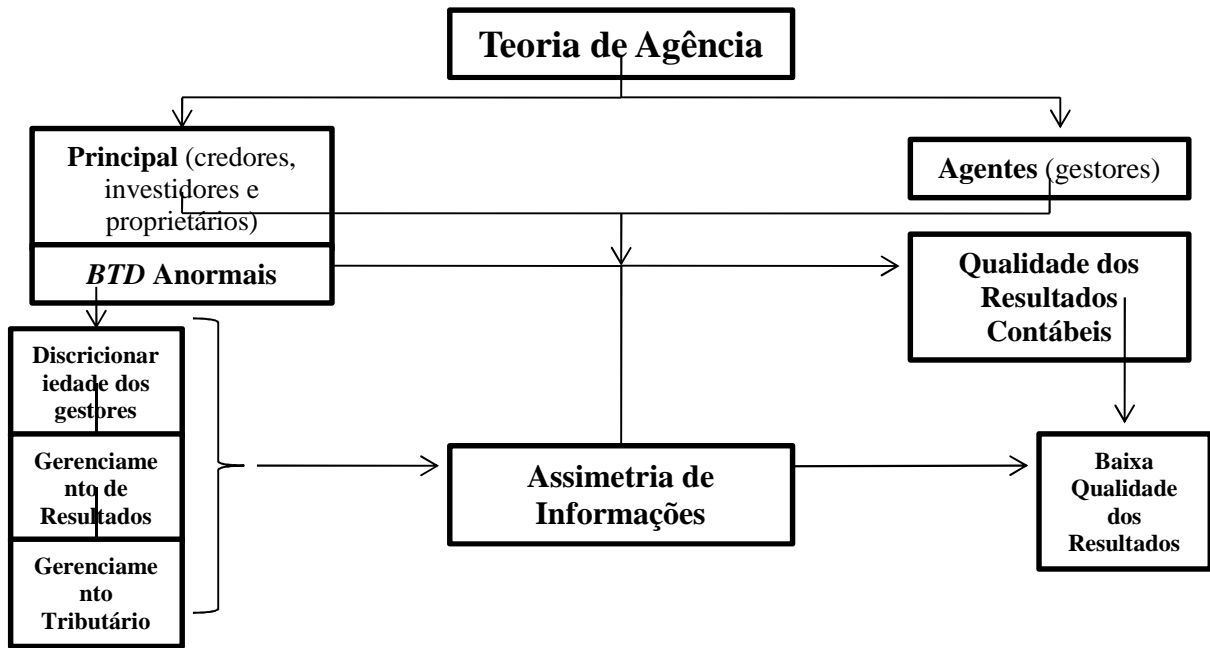 Teoria de Agência
Principal (credores,
investidores e
proprietários)
Agentes (gestores)
BTD Anormais
Qualidade dos
Resultados
Contábeis
Discricionar
iedade dos
gestores
Gerenciame
nto de
Resultados
Gerenciame
nto
Tributário
Assimetria de
Informações
Baixa
Qualidade
dos
Resultados